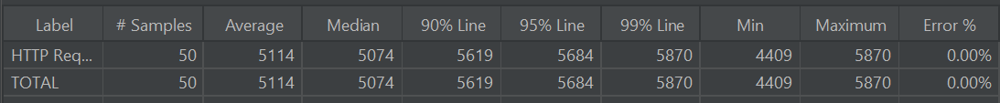 Label # Samples Average Median 90% Line 95% Line 99% Line Min Maximum Error %
HTTP Req... 50 5114 5074 5619 5684 5870 4409 5870 0.00%
TOTAL 50 5114 5074 5619 5684 5870 4409 5870 0.00%